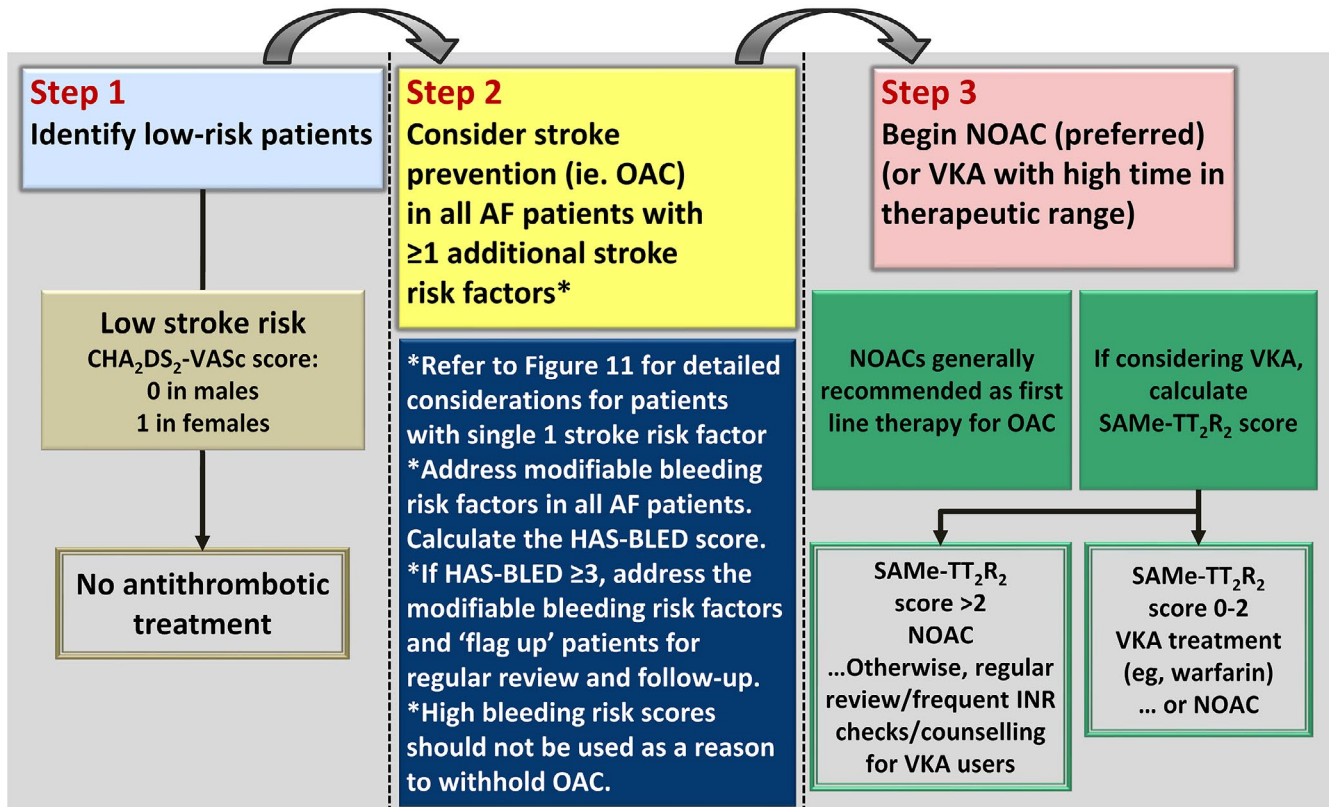 Step 1
Identify low-risk patients
Low stroke risk
CHA₂DS₂-VASc score:
0 in males
1 in females
No antithrombotic
treatment
Step 2
Consider stroke
prevention (ie. OAC)
in all AF patients with
≥1 additional stroke
risk factors*
*Refer to Figure 11 for detailed
considerations for patients
with single 1 stroke risk factor
*Address modifiable bleeding
risk factors in all AF patients.
Calculate the HAS-BLED score.
*If HAS-BLED ≥3, address the
modifiable bleeding risk factors
and ‘flag up’ patients for
regular review and follow-up.
*High bleeding risk scores
should not be used as a reason
to withhold OAC.
Step 3
Begin NOAC (preferred)
(or VKA with high time in
therapeutic range)
NOACs generally
recommended as first
line therapy for OAC
If considering VKA,
calculate
SAMe-TT₂R₂ score
SAMe-TT₂R₂
score >2
NOAC
...Otherwise, regular
review/frequent INR
checks/counselling
for VKA users
SAMe-TT₂R₂
score 0-2
VKA treatment
(eg, warfarin)
... or NOAC